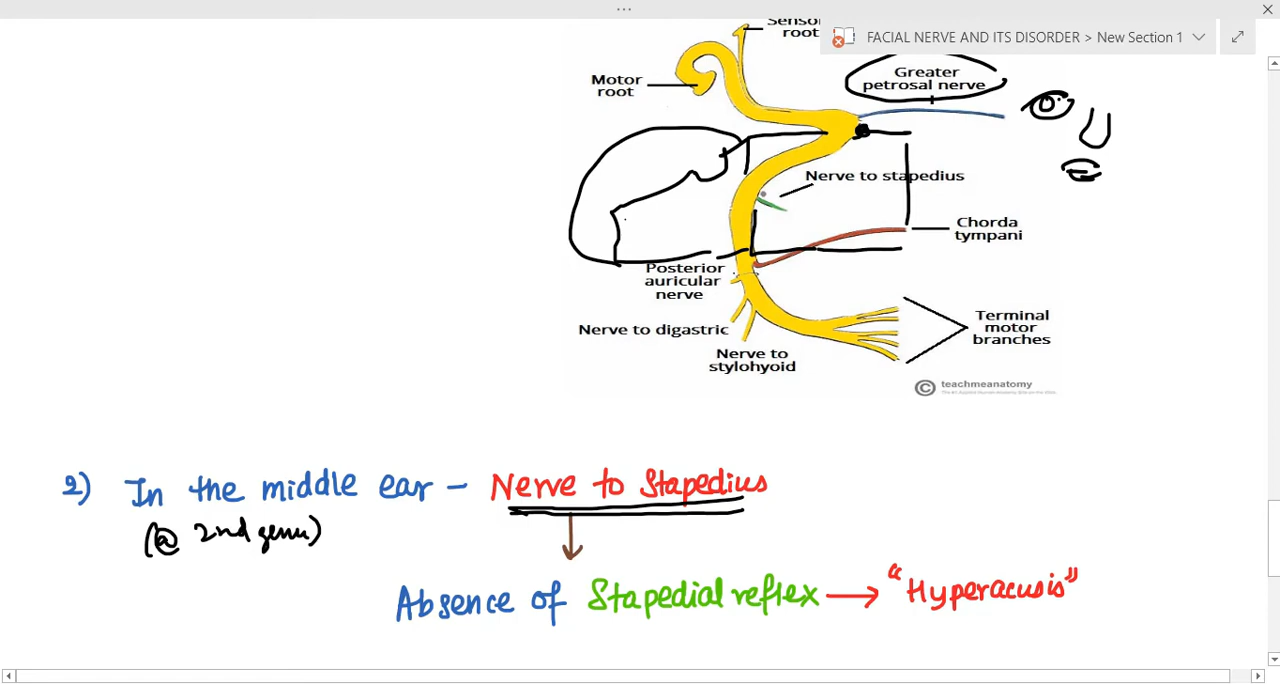 ...
FACIAL NERVE AND ITS DISORDER > New Section 1
root
Motor
root
Greater
petrosal nerve
Nerve to stapedius
Chorda
tympani
Posterior
auricular
nerve
Nerve to digastric
Nerve to
stylohyoid
Terminal
motor
branches
© teachmeanatomy
2) In the middle ear - Nerve to Stapedius
(@ 2nd genu)
Absence of Stapedial reflex → "Hyperacusis"